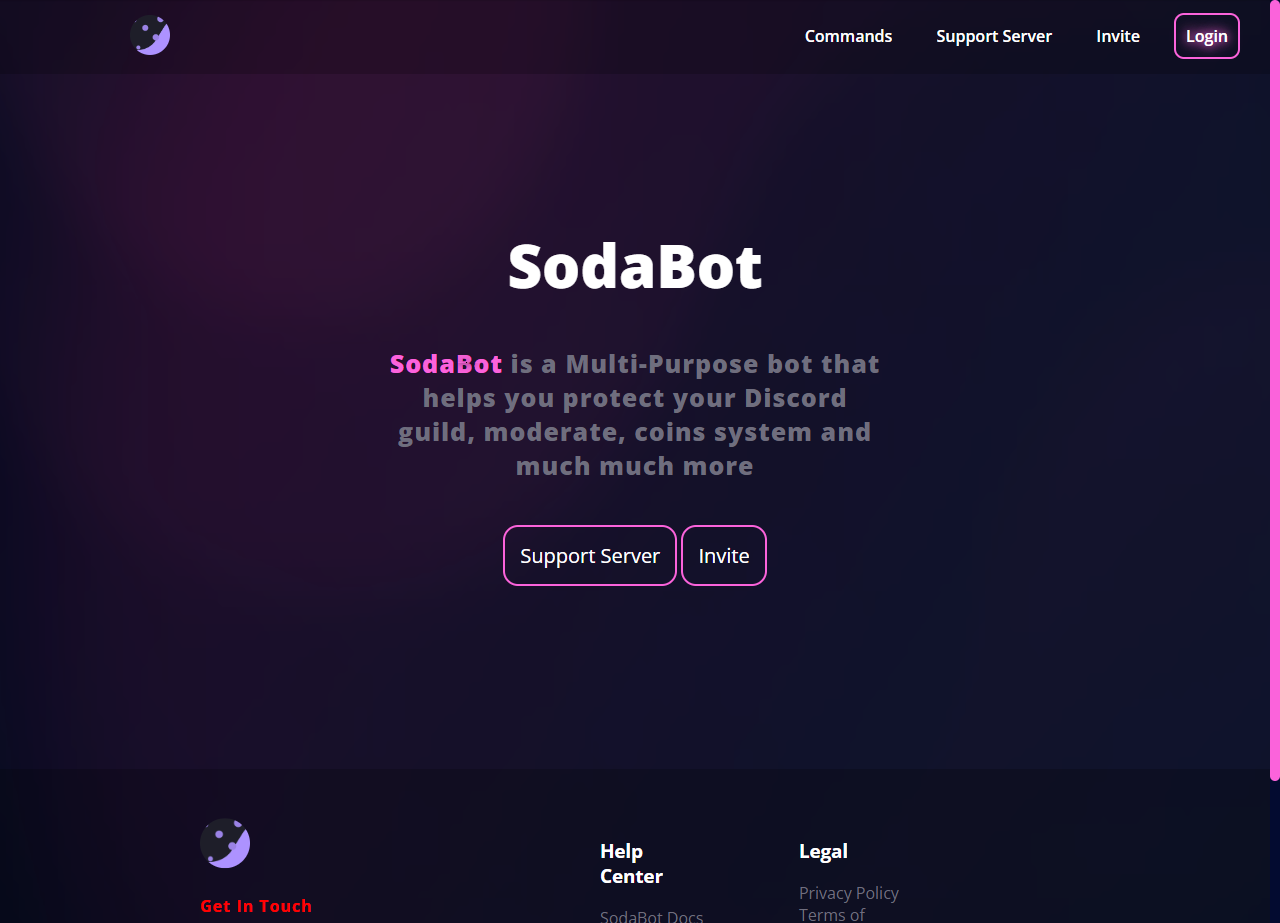 Commands Support Server Invite Login
SodaBot
SodaBot is a Multi-Purpose bot that
helps you protect your Discord
guild, moderate, coins system and
much much more
Support Server Invite
Help
Center
Legal
Privacy Policy
Terms of
Get In Touch
SodaBot Docs